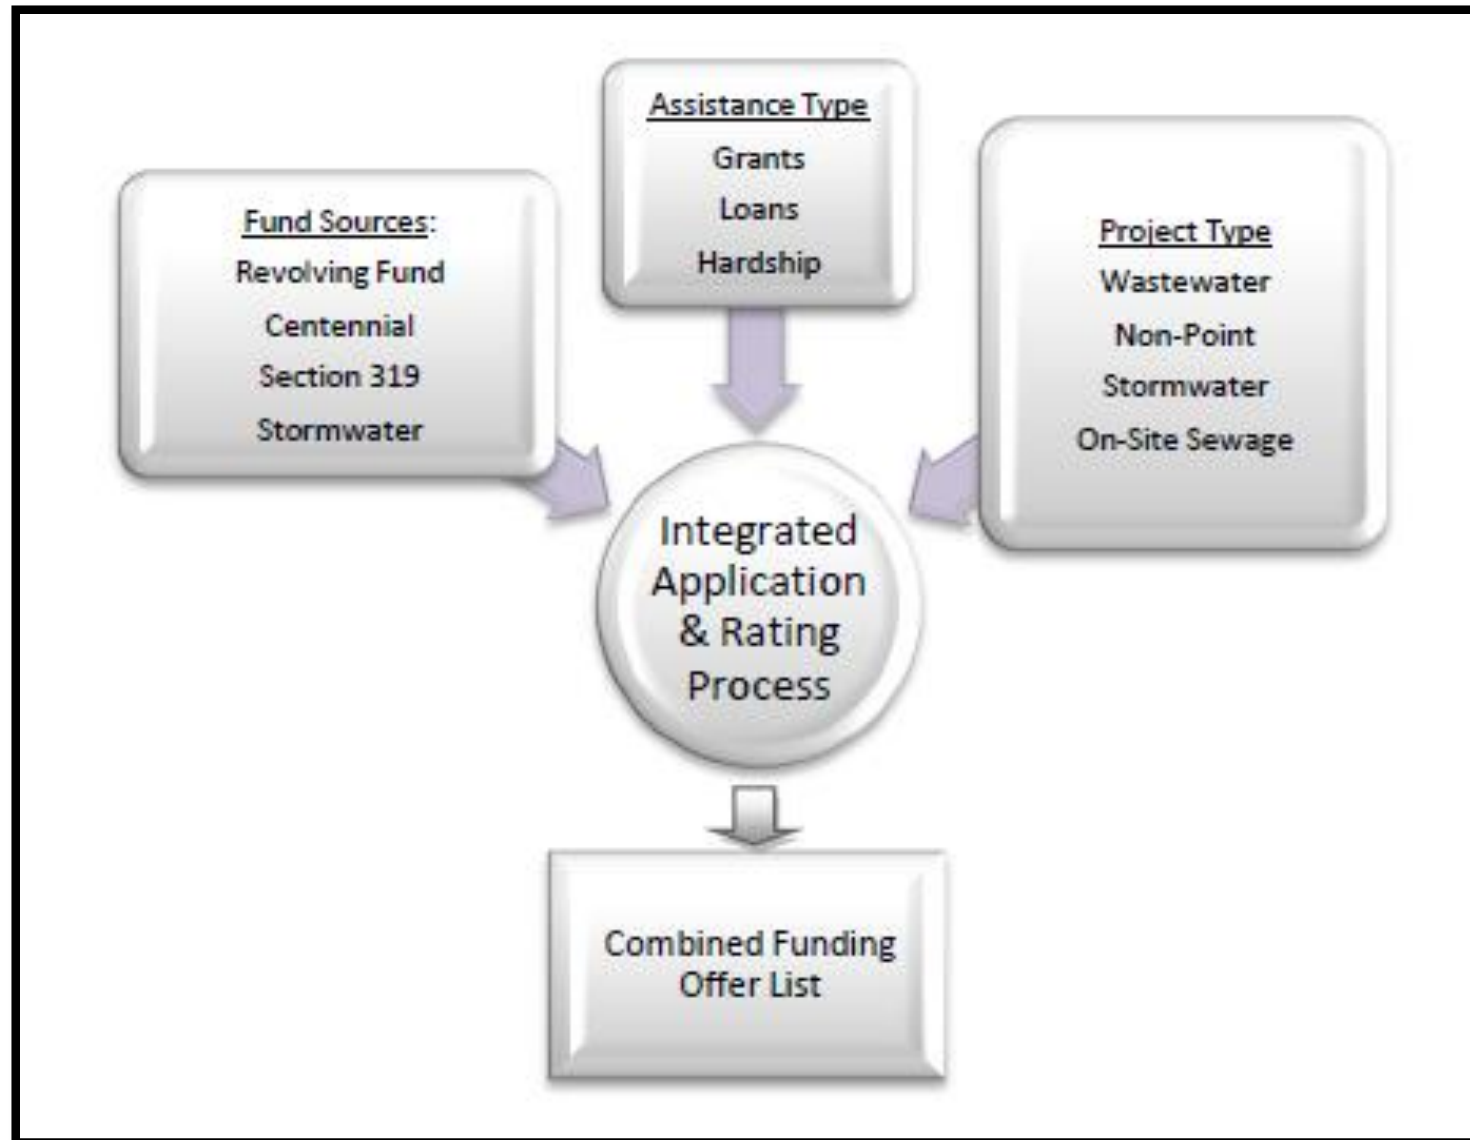 Assistance Type
Grants
Loans
Hardship
Fund Sources:
Revolving Fund
Centennial
Section 319
Stormwater
Project Type
Wastewater
Non-Point
Stormwater
On-Site Sewage
Integrated
Application
& Rating
Process
Combined Funding
Offer List